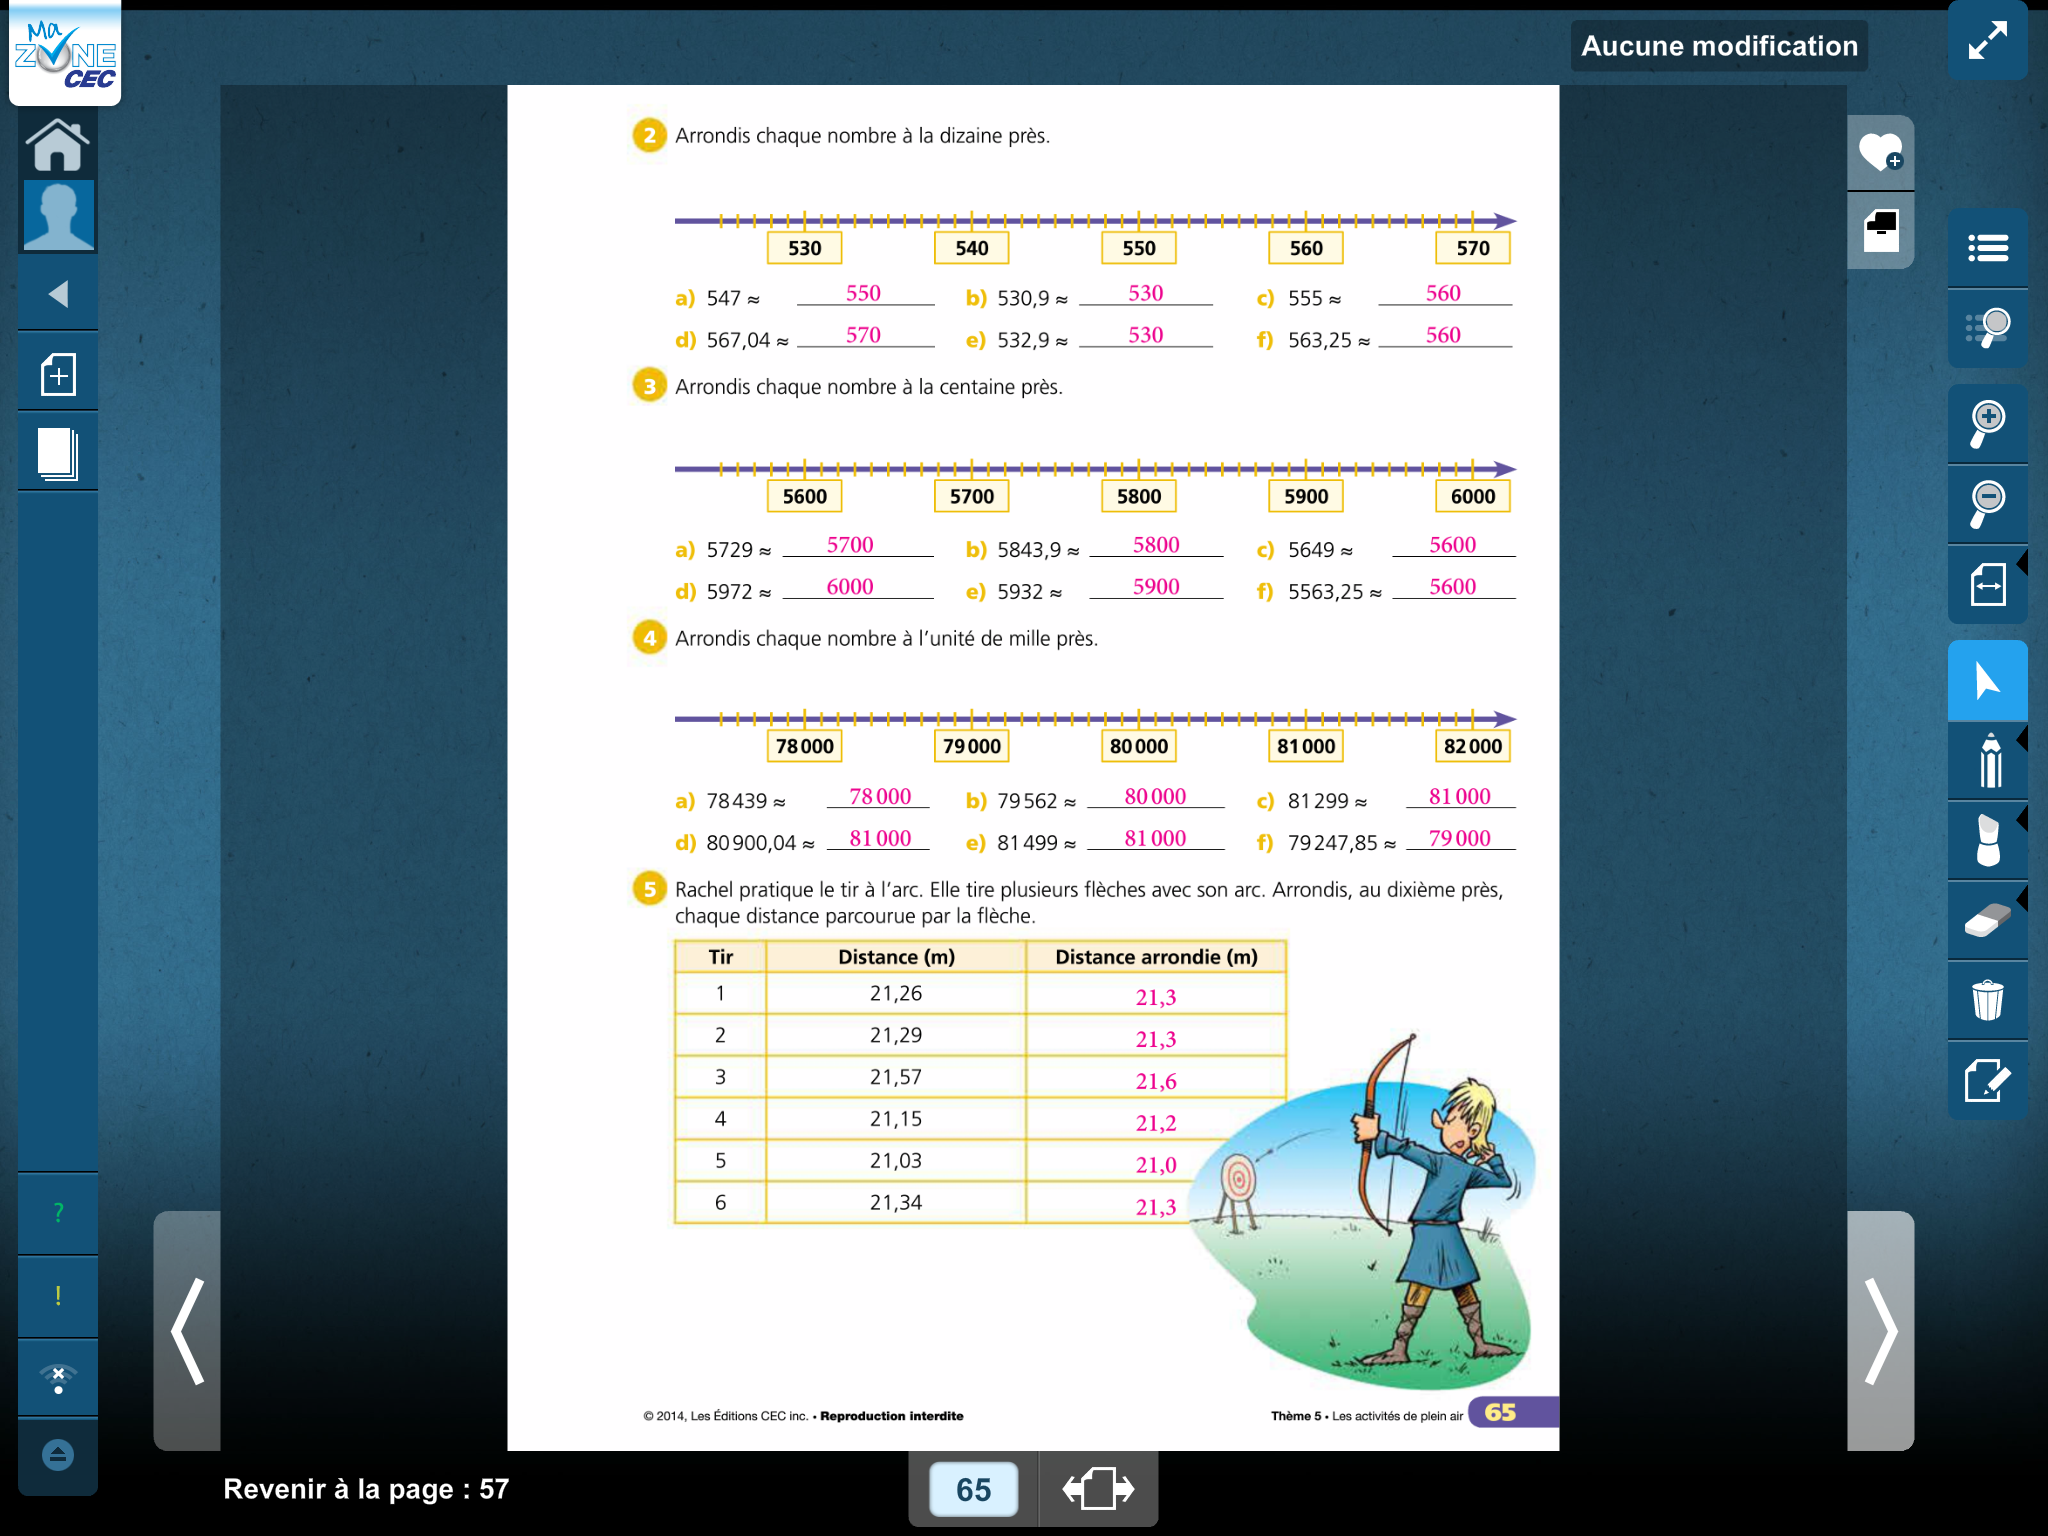 Ma
ZONE
CEC
Aucune modification
2 Arrondis chaque nombre à la dizaine près.
530 540 550 560 570
a) 547 ≈ 550 b) 530,9 ≈ 530 c) 555 ≈ 560
d) 567,04 ≈ 570 e) 532,9 ≈ 530 f) 563,25 ≈ 560
3 Arrondis chaque nombre à la centaine près.
5600 5700 5800 5900 6000
a) 5729 ≈ 5700 b) 5843,9 ≈ 5800 c) 5649 ≈ 5600
d) 5972 ≈ 6000 e) 5932 ≈ 5900 f) 5563,25 ≈ 5600
4 Arrondis chaque nombre à l'unité de mille près.
78 000 79 000 80 000 81 000 82 000
a) 78 439 ≈ 78 000 b) 79 562 ≈ 80 000 c) 81 299 ≈ 81 000
d) 80 900,04 ≈ 81 000 e) 81 499 ≈ 81 000 f) 79 247,85 ≈ 79 000
5 Rachel pratique le tir à l'arc. Elle tire plusieurs flèches avec son arc. Arrondis, au dixième près,
chaque distance parcourue par la flèche.
Tir Distance (m) Distance arrondie (m)
1 21,26 21,3
2 21,29 21,3
3 21,57 21,6
4 21,15 21,2
5 21,03 21,0
6 21,34 21,3
© 2014, Les Éditions CEC inc. • Reproduction interdite
Thème 5 • Les activités de plein air 65
Revenir à la page : 57
65